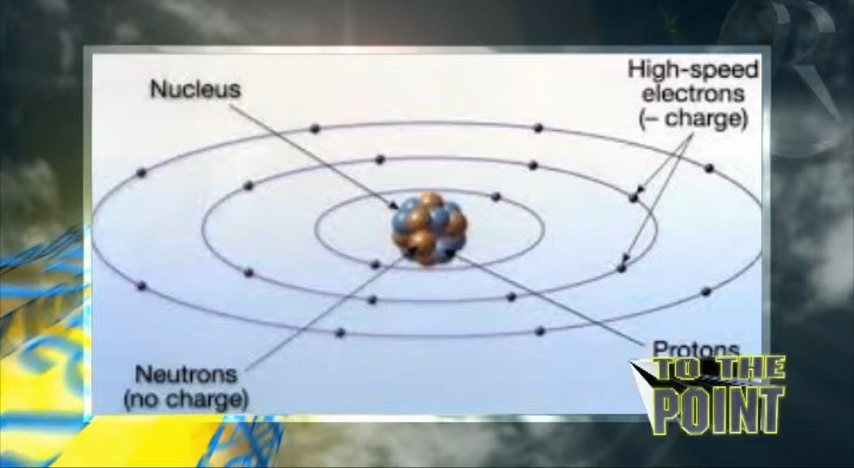 Nucleus
High-speed
electrons
(– charge)
Neutrons
(no charge)
Protons
TO THE
POINT